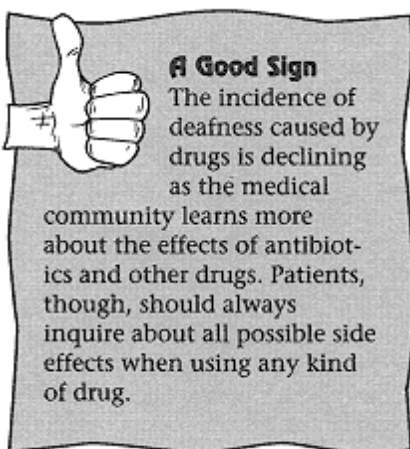 A Good Sign
The incidence of
deafness caused by
drugs is declining
as the medical
community learns more
about the effects of antibiot-
ics and other drugs. Patients,
though, should always
inquire about all possible side
effects when using any kind
of drug.